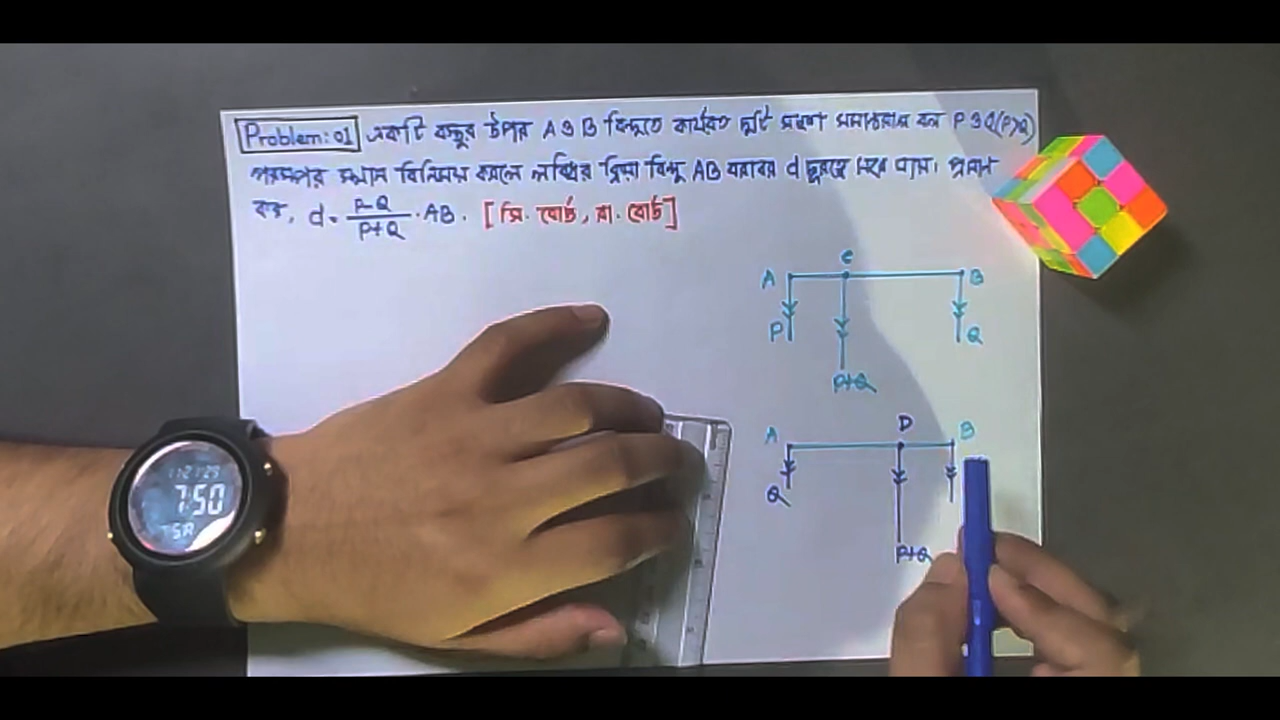 Problem: 01 একটি বস্তুর উপর A ও B বিন্দুতে কার্যরত দুটি সদৃশ সমান্তরাল বল P ও Q (P>Q)
পরস্পর স্থান বিনিময় করলে লব্ধির ক্রিয়া বিন্দু AB বরাবর d দূরত্বে সরে যায়। প্রমাণ
কর, d = P-Q/P+Q · AB. [সি. বোর্ড, রা. বোর্ড]
A C B
P Q
P+Q
A D B
Q
P+Q
7:50